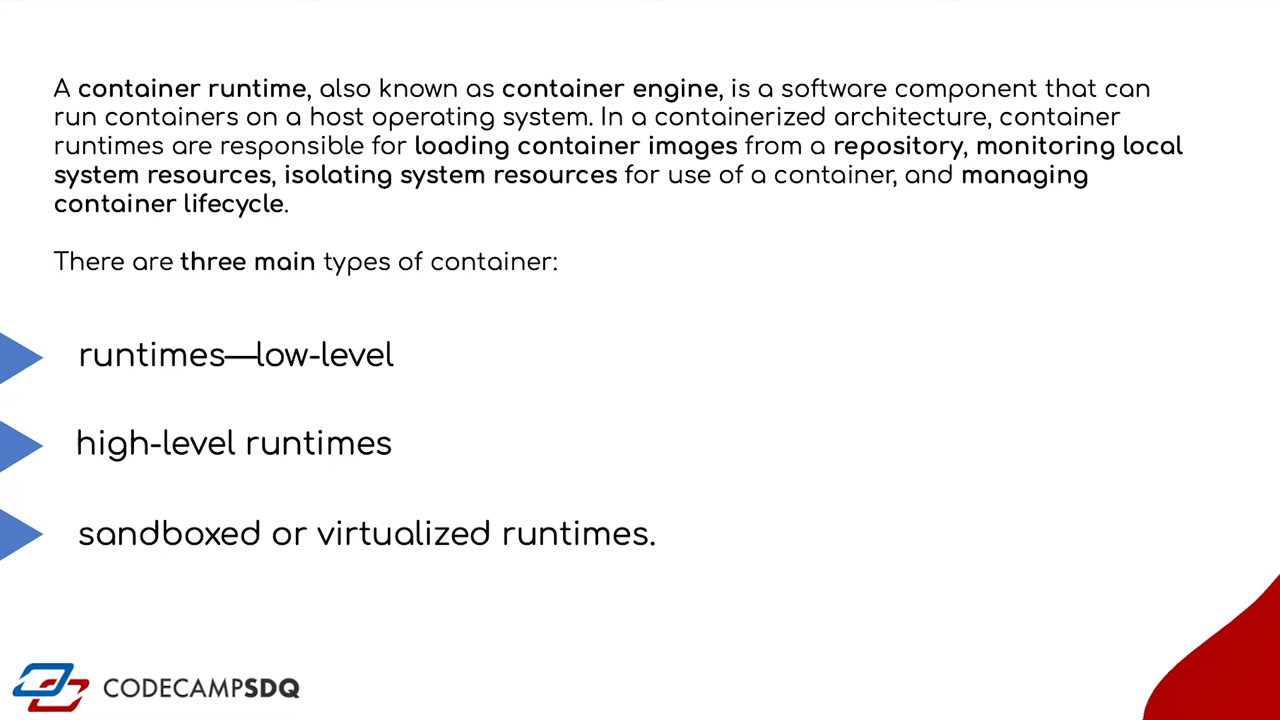 A container runtime, also known as container engine, is a software component that can
run containers on a host operating system. In a containerized architecture, container
runtimes are responsible for loading container images from a repository, monitoring local
system resources, isolating system resources for use of a container, and managing
container lifecycle.
There are three main types of container:
runtimes—low-level
high-level runtimes
sandboxed or virtualized runtimes.
CODECAMPSDQ